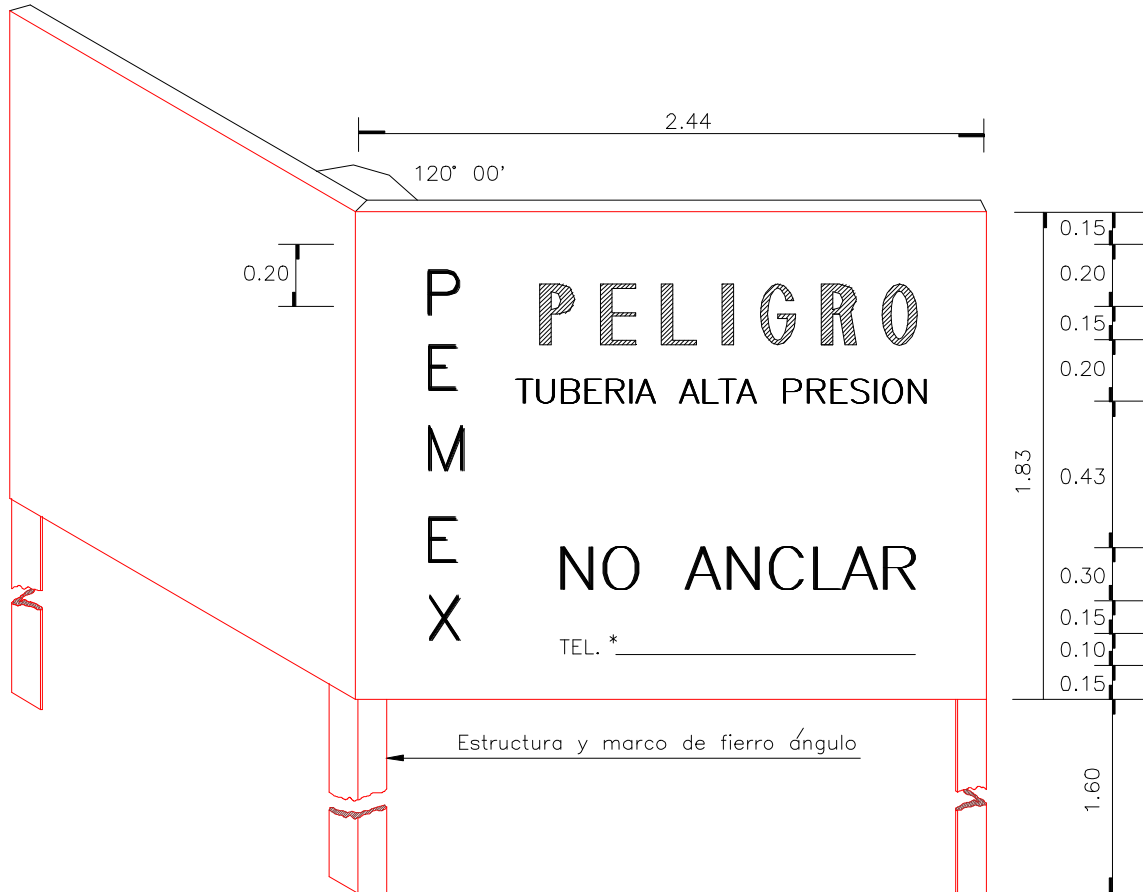 2.44
120° 00'
0.20
PEMEX
PELIGRO
TUBERIA ALTA PRESION
NO ANCLAR
TEL. *
Estructura y marco de fierro ángulo
1.83
0.15
0.20
0.15
0.20
0.43
0.30
0.15
0.10
0.15
1.60